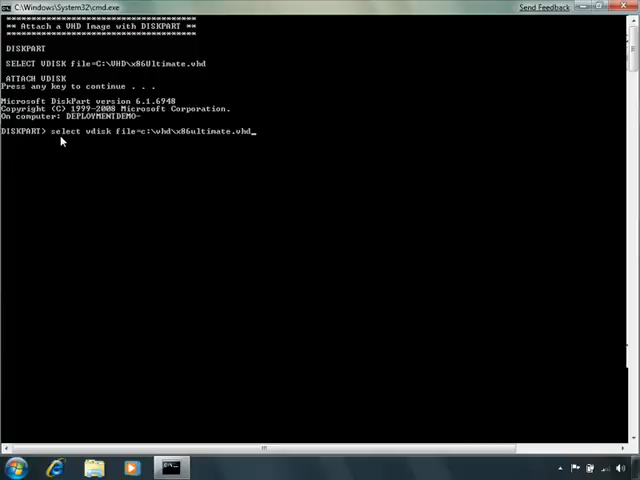 C:\Windows\System32\cmd.exe
Send Feedback
****************************************
** Attach a VHD Image with DISKPART **
****************************************
DISKPART
SELECT VDISK file=C:\VHD\x86Ultimate.vhd
ATTACH VDISK
Press any key to continue . . .
Microsoft DiskPart version 6.1.6948
Copyright (C) 1999-2008 Microsoft Corporation.
On computer: DEPLOYMENTDEMO-
DISKPART> select vdisk file=c:\vhd\x86ultimate.vhd_